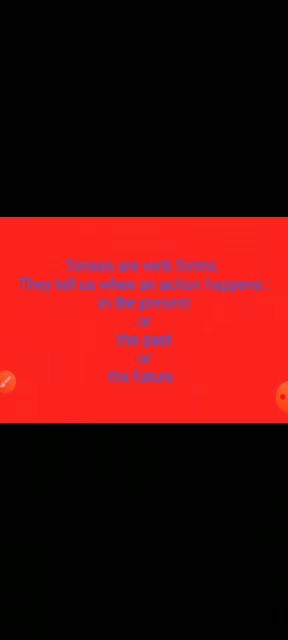 Tenses are verb forms.
They tell us when an action happens :
in the present
or
the past
or
the future.